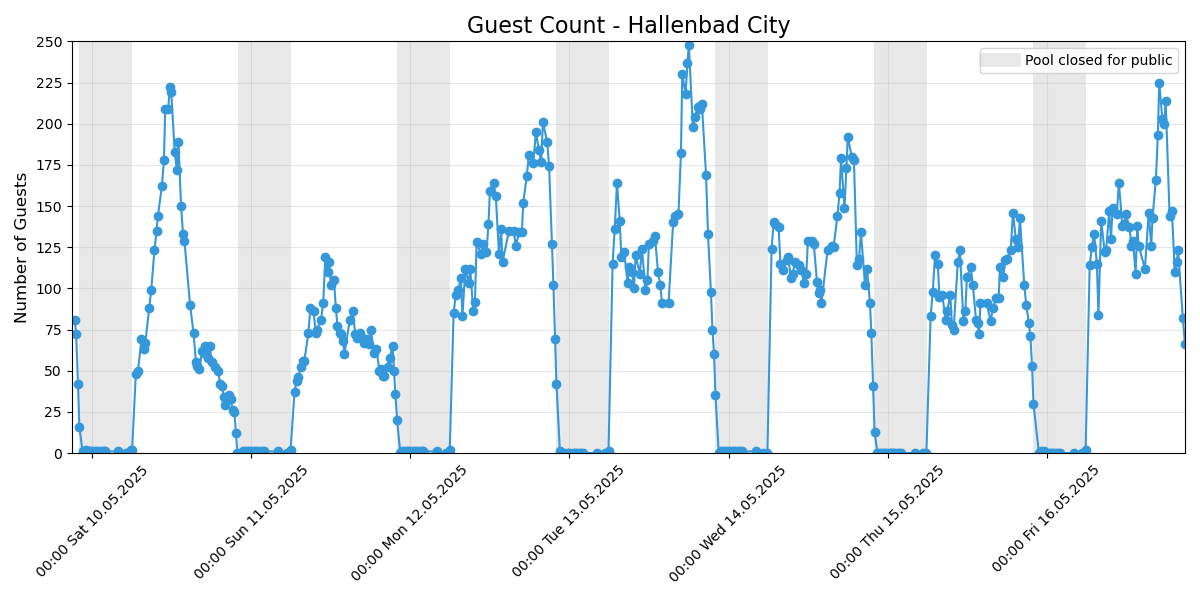 Guest Count - Hallenbad City
Pool closed for public
Number of Guests
250
225
200
175
150
125
100
75
50
25
0
00:00 Sat 10.05.2025
00:00 Sun 11.05.2025
00:00 Mon 12.05.2025
00:00 Tue 13.05.2025
00:00 Wed 14.05.2025
00:00 Thu 15.05.2025
00:00 Fri 16.05.2025